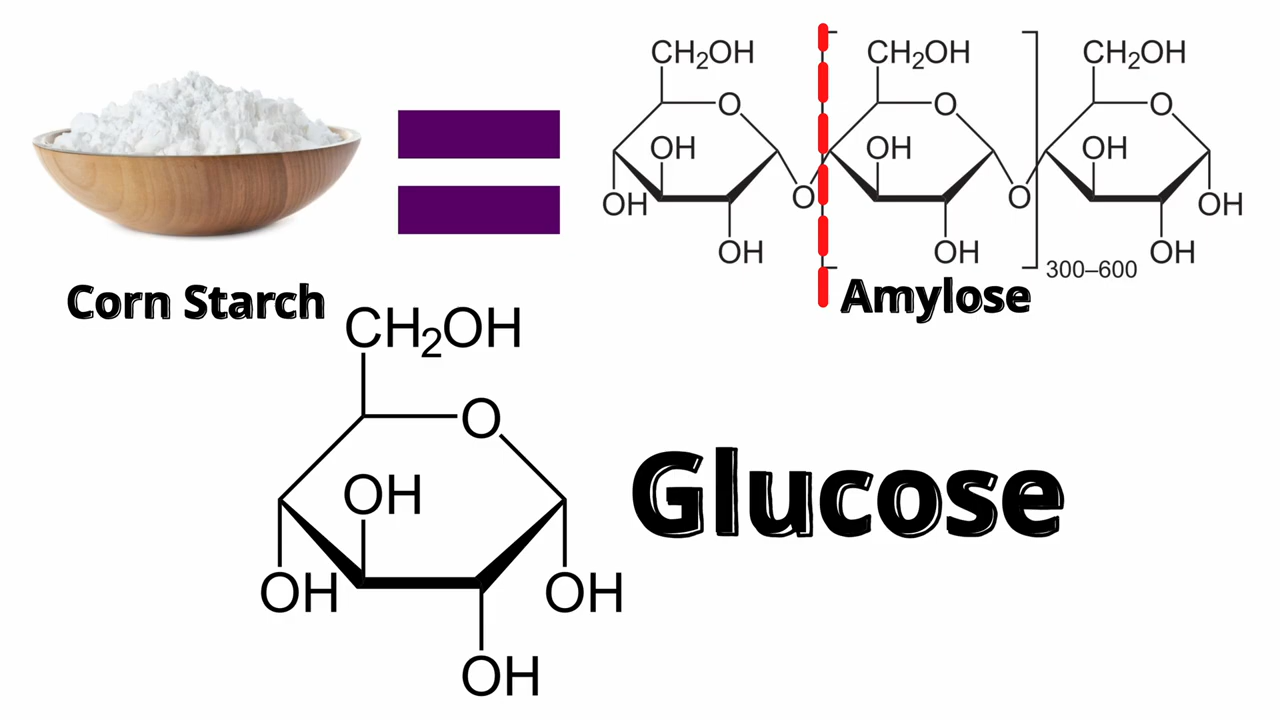 CH₂OH CH₂OH CH₂OH
O O O
OH OH OH
OH O O OH
OH OH OH
300–600
Corn Starch
Amylose
CH₂OH
O
OH
Glucose
OH OH
OH